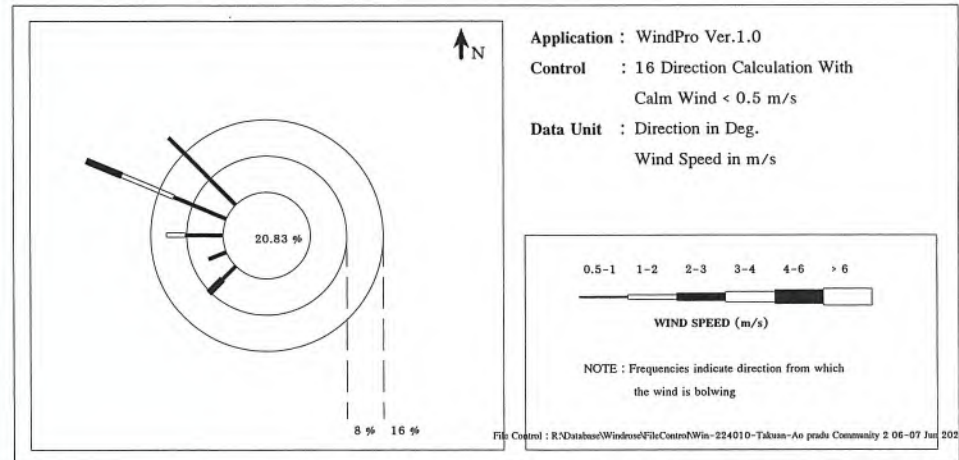 N
20.83 %
8 % 16 %
Application : WindPro Ver.1.0
Control : 16 Direction Calculation With
Calm Wind < 0.5 m/s
Data Unit : Direction in Deg.
Wind Speed in m/s
0.5-1 1-2 2-3 3-4 4-6 > 6
WIND SPEED (m/s)
NOTE : Frequencies indicate direction from which
the wind is bolwing
File Control : R:\Database\Windrose\FileControl\Win-224010-Takuan-Ao pradu Community 2 06-07 Jun 202